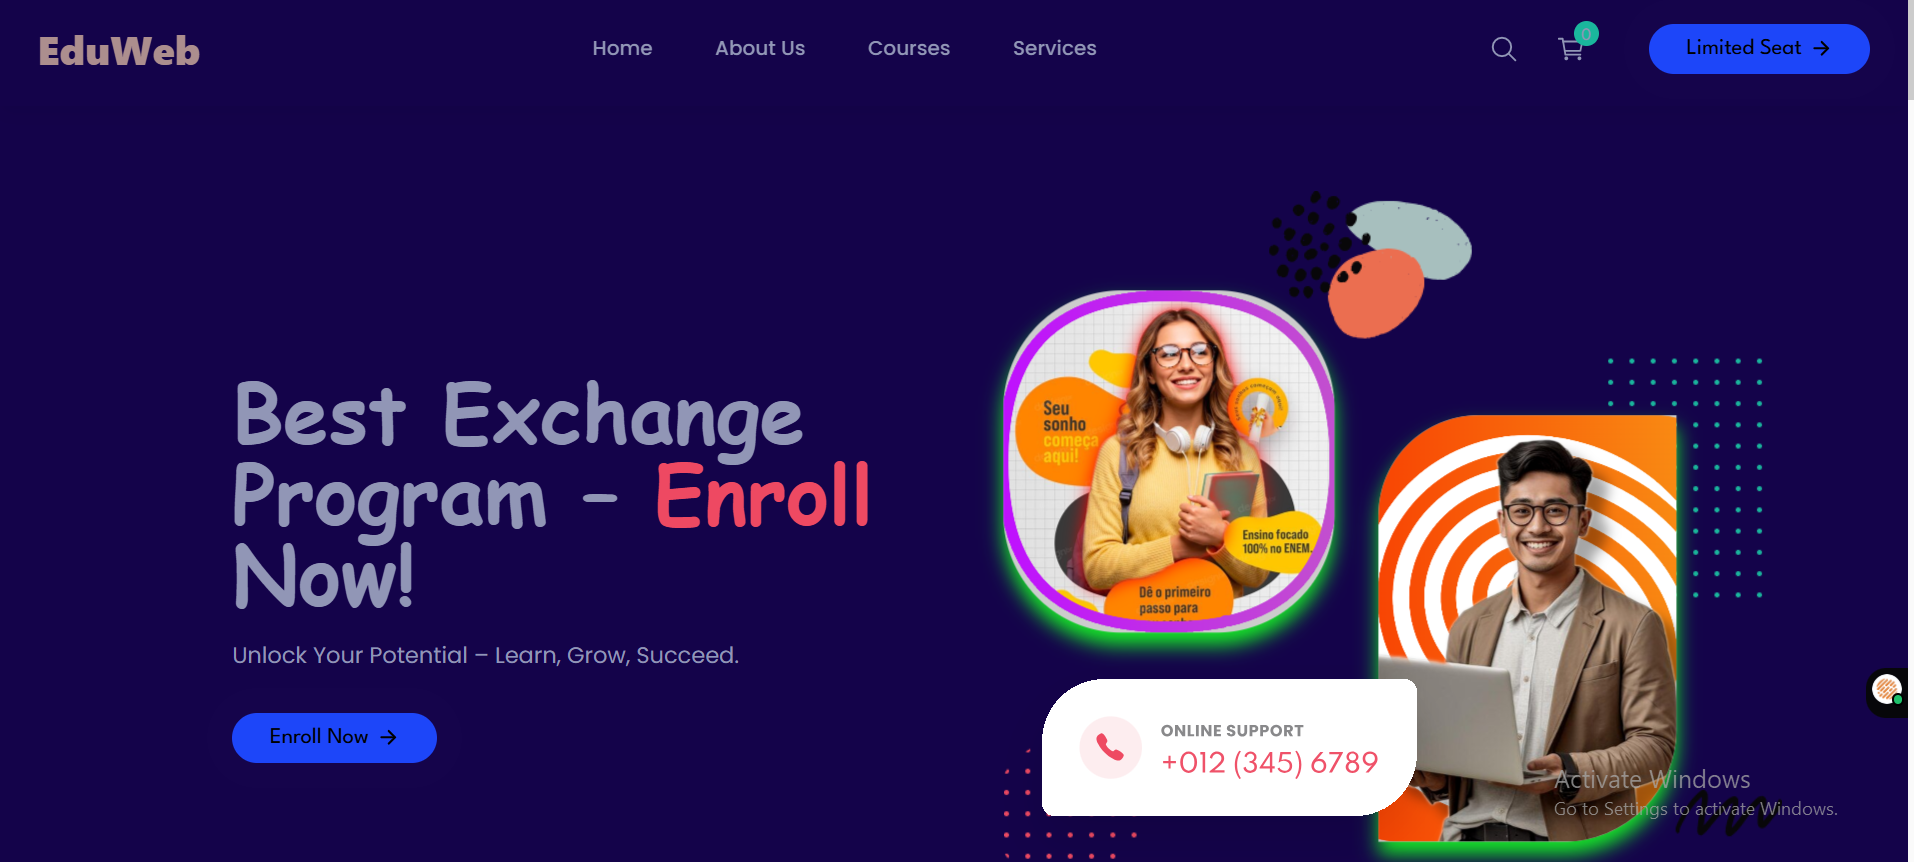 EduWeb
Home
About Us
Courses
Services
0
Limited Seat
Best Exchange
Program – Enroll
Now!
Unlock Your Potential – Learn, Grow, Succeed.
Enroll Now
Seu
sonho
começa
aqui!
Ensino focado
100% no ENEM.
Dê o primeiro
passo para
ONLINE SUPPORT
+012 (345) 6789
Activate Windows
Go to Settings to activate Windows.